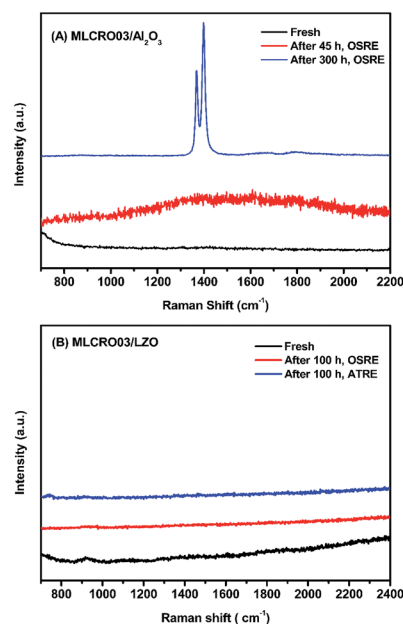 (A) MLCRO03/Al₂O₃
Fresh
After 45 h, OSRE
After 300 h, OSRE
Intensity (a.u.)
800 1000 1200 1400 1600 1800 2000 2200
Raman Shift (cm⁻¹)
(B) MLCRO03/LZO
Fresh
After 100 h, OSRE
After 100 h, ATRE
Intensity (a.u.)
800 1000 1200 1400 1600 1800 2000 2200 2400
Raman shift ( cm⁻¹)